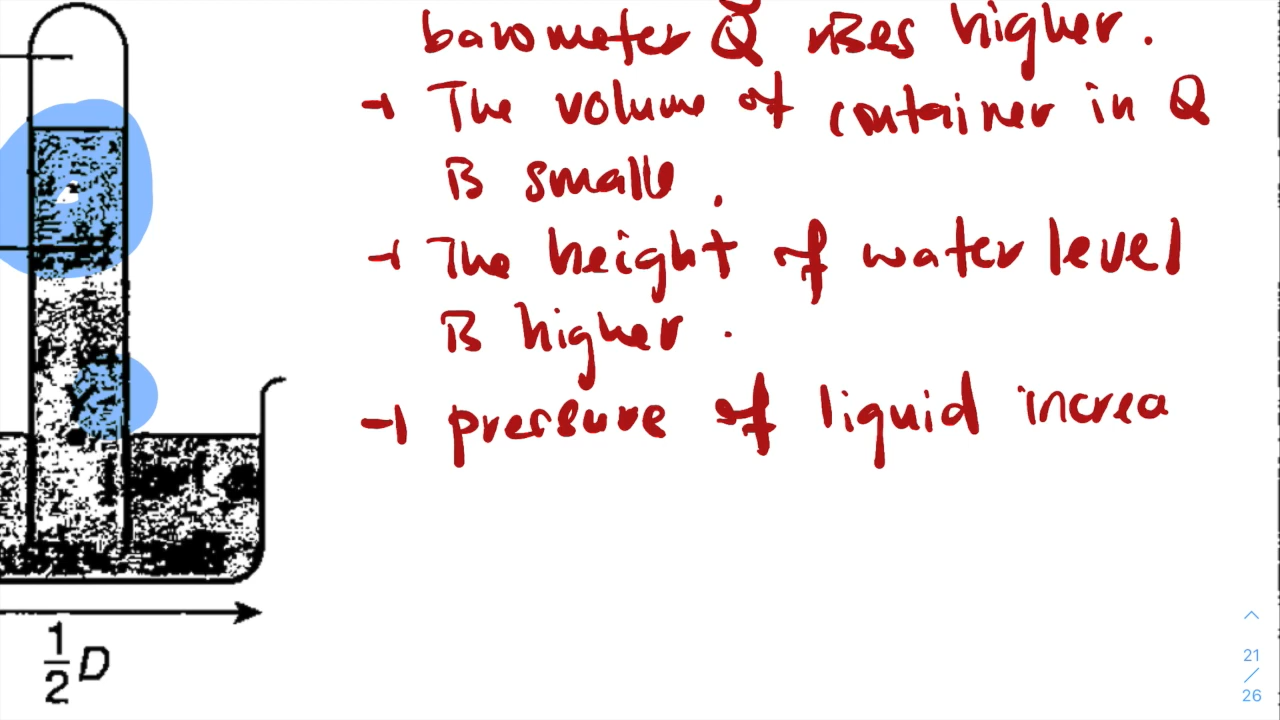 barometer Q rises higher.
→ The volume of container in Q
is smaller.
→ The height of water level
is higher.
→ pressure of liquid increa
1/2 D
21
/
26